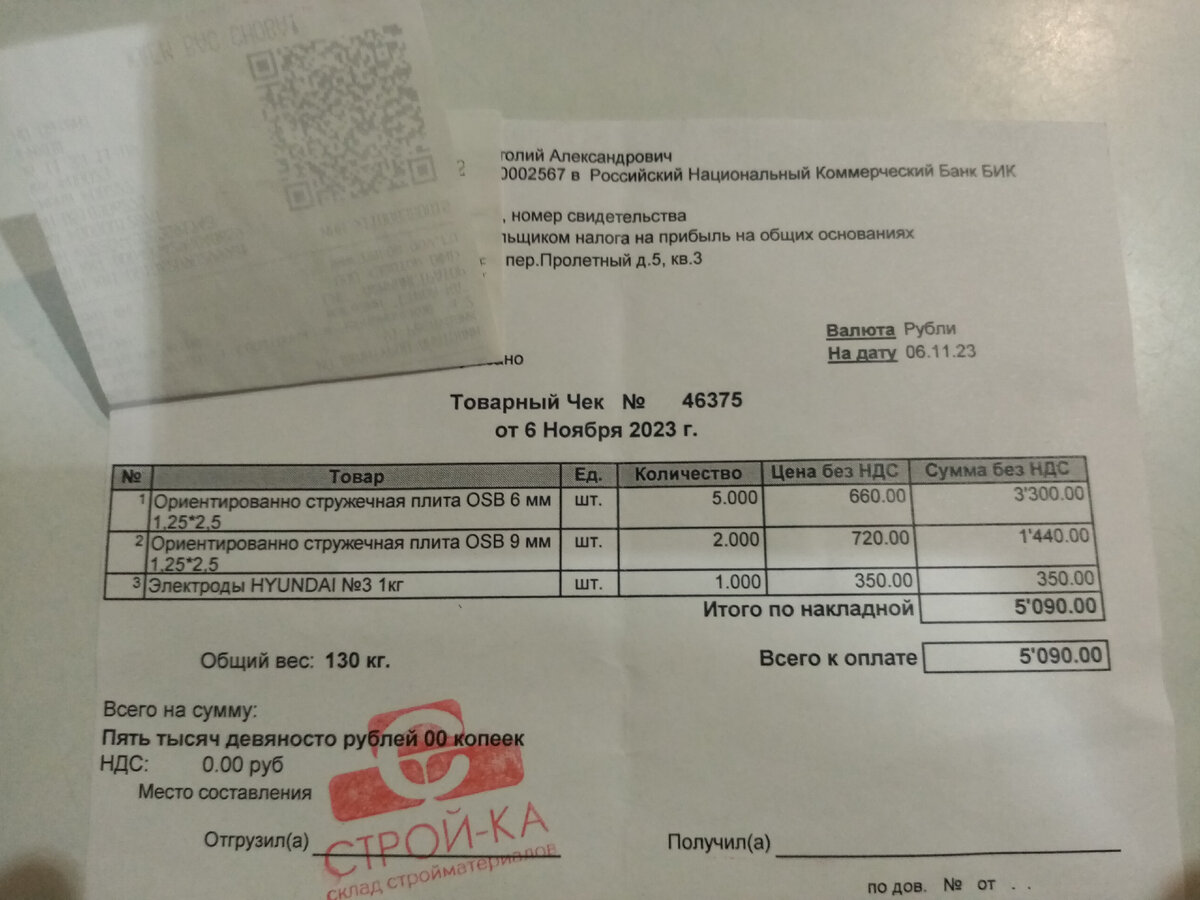 толий Александрович
0002567 в Российский Национальный Коммерческий Банк БИК
, номер свидетельства
льщиком налога на прибыль на общих основаниях
пер.Пролетный д.5, кв.3
Валюта Рубли
На дату 06.11.23
ано
Товарный Чек № 46375
от 6 Ноября 2023 г.
№ Товар Ед. Количество Цена без НДС Сумма без НДС
1 Ориентированно стружечная плита OSB 6 мм шт. 5.000 660.00 3'300.00
1,25*2,5
2 Ориентированно стружечная плита OSB 9 мм шт. 2.000 720.00 1'440.00
1,25*2,5
3 Электроды HYUNDAI №3 1кг шт. 1.000 350.00 350.00
Итого по накладной 5'090.00
Общий вес: 130 кг.
Всего к оплате 5'090.00
Всего на сумму:
Пять тысяч девяносто рублей 00 копеек
НДС: 0.00 руб
Место составления
Отгрузил(а)
Получил(а)
СТРОЙ-КА
склад стройматериалов
по дов. № от . .